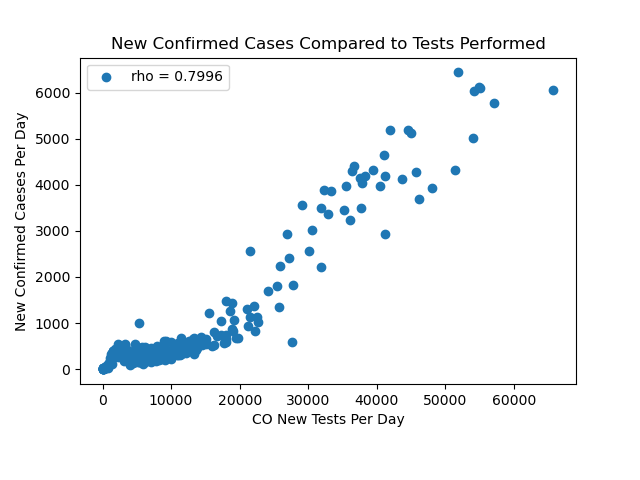 New Confirmed Cases Compared to Tests Performed
rho = 0.7996
New Confirmed Caeses Per Day
6000
5000
4000
3000
2000
1000
0
0 10000 20000 30000 40000 50000 60000
CO New Tests Per Day